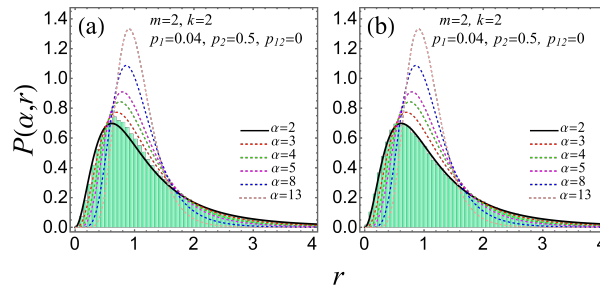 (a)
m=2, k=2
p1=0.04, p2=0.5, p12=0
α=2
α=3
α=4
α=5
α=8
α=13
P(α,r)
1.4
1.2
1.0
0.8
0.6
0.4
0.2
0.0
0 1 2 3 4
(b)
m=2, k=2
p1=0.04, p2=0.5, p12=0
α=2
α=3
α=4
α=5
α=8
α=13
1.4
1.2
1.0
0.8
0.6
0.4
0.2
0.0
0 1 2 3 4
r